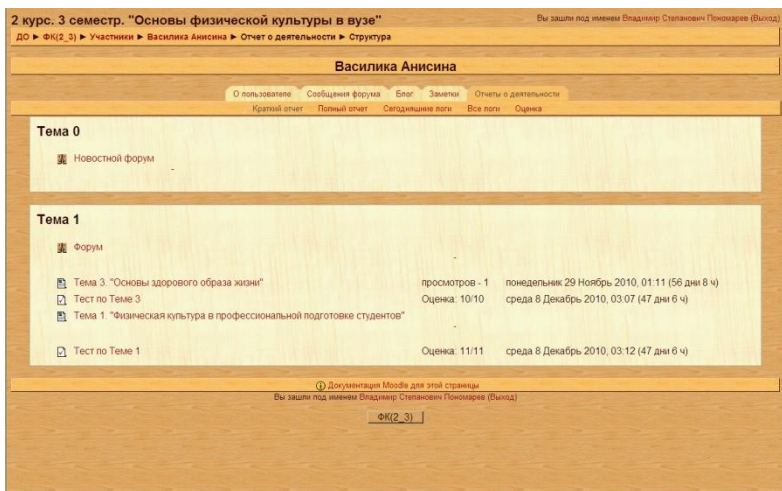 2 курс. 3 семестр. "Основы физической культуры в вузе"
Вы зашли под именем Владимир Степанович Пономарев (Выход)
ДО ► ФК(2_3) ► Участники ► Василика Анисина ► Отчет о деятельности ► Структура
Василика Анисина
О пользователе Сообщения форума Блог Заметки Отчеты о деятельности
Краткий отчет Полный отчет Сегодняшние логи Все логи Оценка
Тема 0
Новостной форум
-
Тема 1
Форум
-
Тема 3. "Основы здорового образа жизни" просмотров - 1 понедельник 29 Ноябрь 2010, 01:11 (56 дни 8 ч)
Тест по Теме 3 Оценка: 10/10 среда 8 Декабрь 2010, 03:07 (47 дни 6 ч)
Тема 1. "Физическая культура в профессиональной подготовке студентов"
-
Тест по Теме 1 Оценка: 11/11 среда 8 Декабрь 2010, 03:12 (47 дни 6 ч)
Документация Moodle для этой страницы
Вы зашли под именем Владимир Степанович Пономарев (Выход)
ФК(2_3)